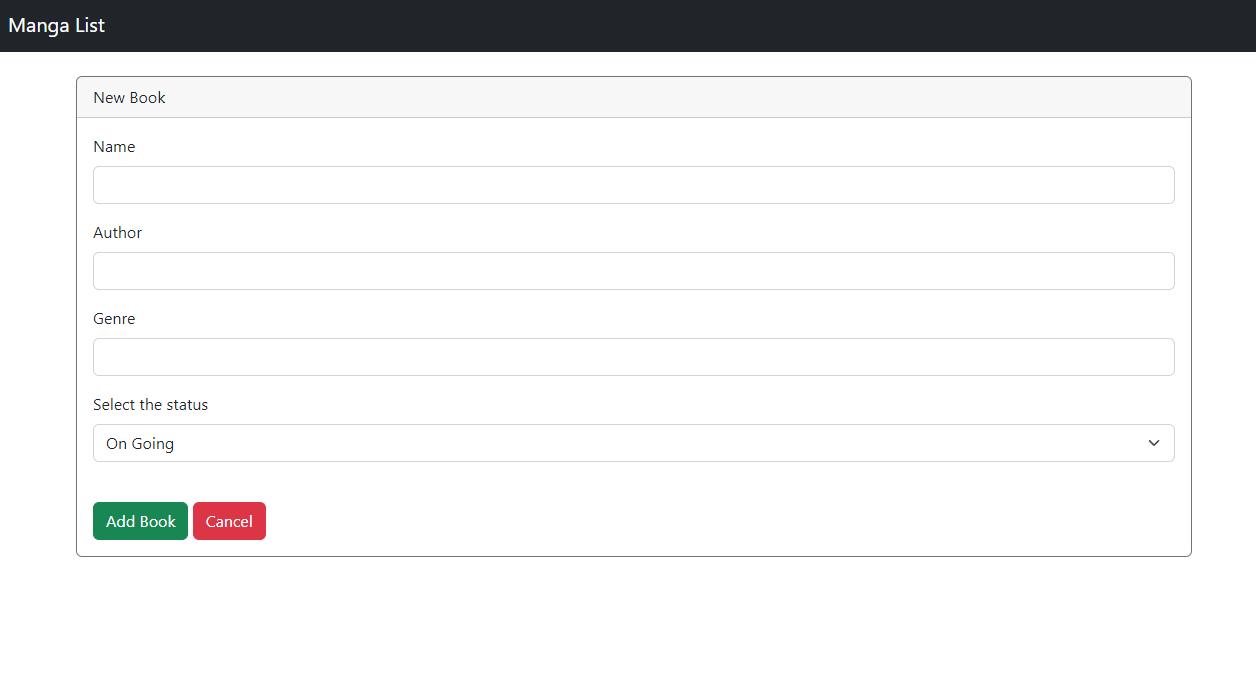 Manga List
New Book
Name
Author
Genre
Select the status
On Going
Add Book Cancel